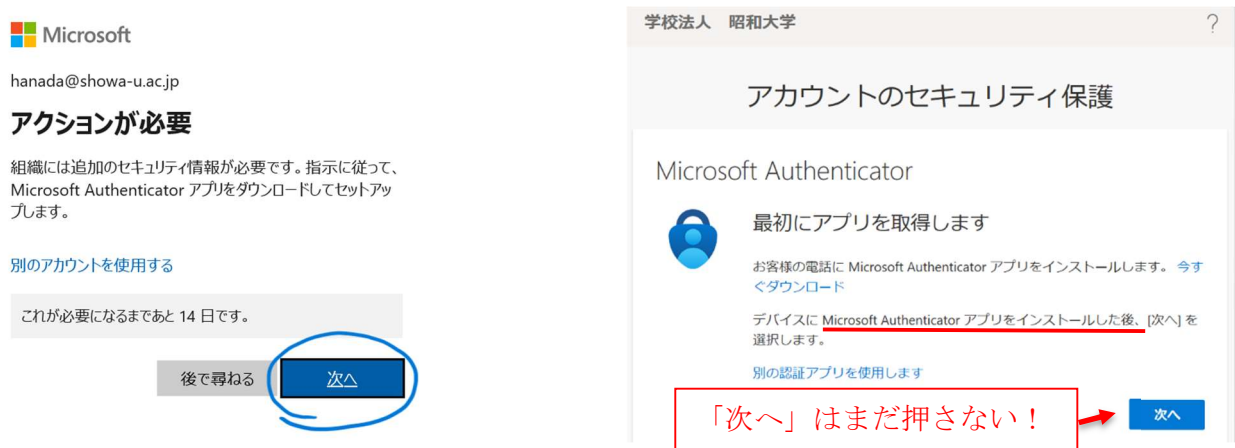 Microsoft
hanada@showa-u.ac.jp
アクションが必要
組織には追加のセキュリティ情報が必要です。指示に従って、
Microsoft Authenticator アプリをダウンロードしてセットアッ
プします。
別のアカウントを使用する
これが必要になるまであと 14 日です。
後で尋ねる
次へ
学校法人　昭和大学
?
アカウントのセキュリティ保護
Microsoft Authenticator
最初にアプリを取得します
お客様の電話に Microsoft Authenticator アプリをインストールします。 今す
ぐダウンロード
デバイスに Microsoft Authenticator アプリをインストールした後、[次へ] を
選択します。
別の認証アプリを使用します
「次へ」はまだ押さない！
次へ